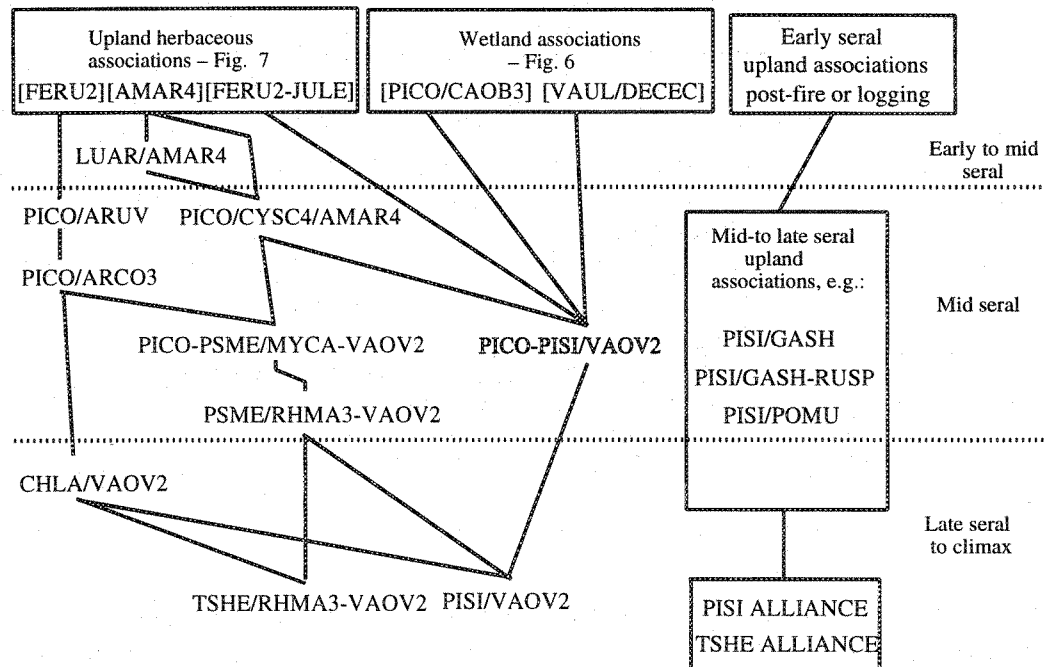 Upland herbaceous
associations – Fig. 7
[FERU2][AMAR4][FERU2-JULE]
Wetland associations
– Fig. 6
[PICO/CAOB3] [VAUL/DECEC]
Early seral
upland associations
post-fire or logging
LUAR/AMAR4
Early to mid
seral
PICO/ARUV
PICO/CYSC4/AMAR4
Mid-to late seral
upland
associations, e.g.:
PICO/ARCO3
Mid seral
PICO-PSME/MYCA-VAOV2
PICO-PISI/VAOV2
PISI/GASH
PISI/GASH-RUSP
PSME/RHMA3-VAOV2
PISI/POMU
CHLA/VAOV2
Late seral
to climax
TSHE/RHMA3-VAOV2
PISI/VAOV2
PISI ALLIANCE
TSHE ALLIANCE